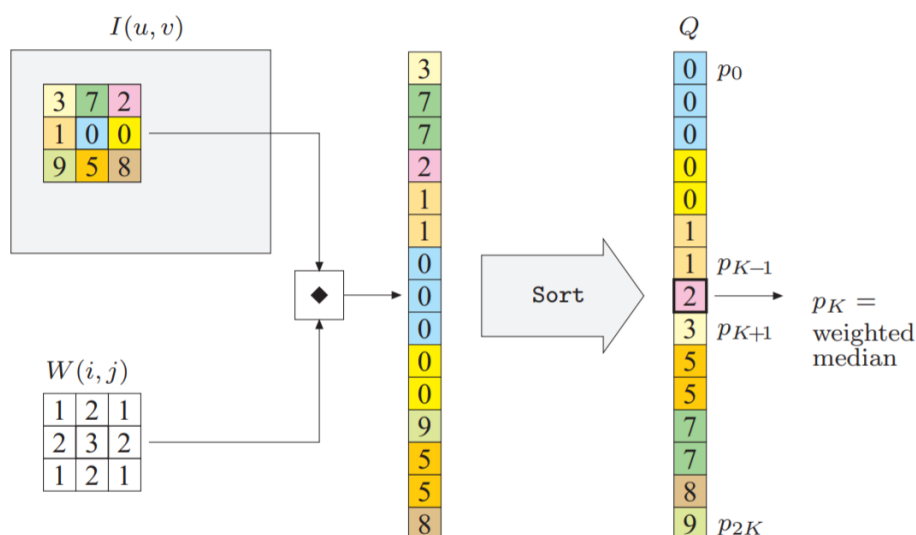 I(u, v)
3 7 2
1 0 0
9 5 8
W(i, j)
1 2 1
2 3 2
1 2 1
3
7
7
2
1
1
0
0
0
0
0
9
5
5
8
Sort
Q
0 p0
0
0
0
0
1
1 pK−1
2
3 pK+1
5
5
7
7
8
9 p2K
pK =
weighted
median